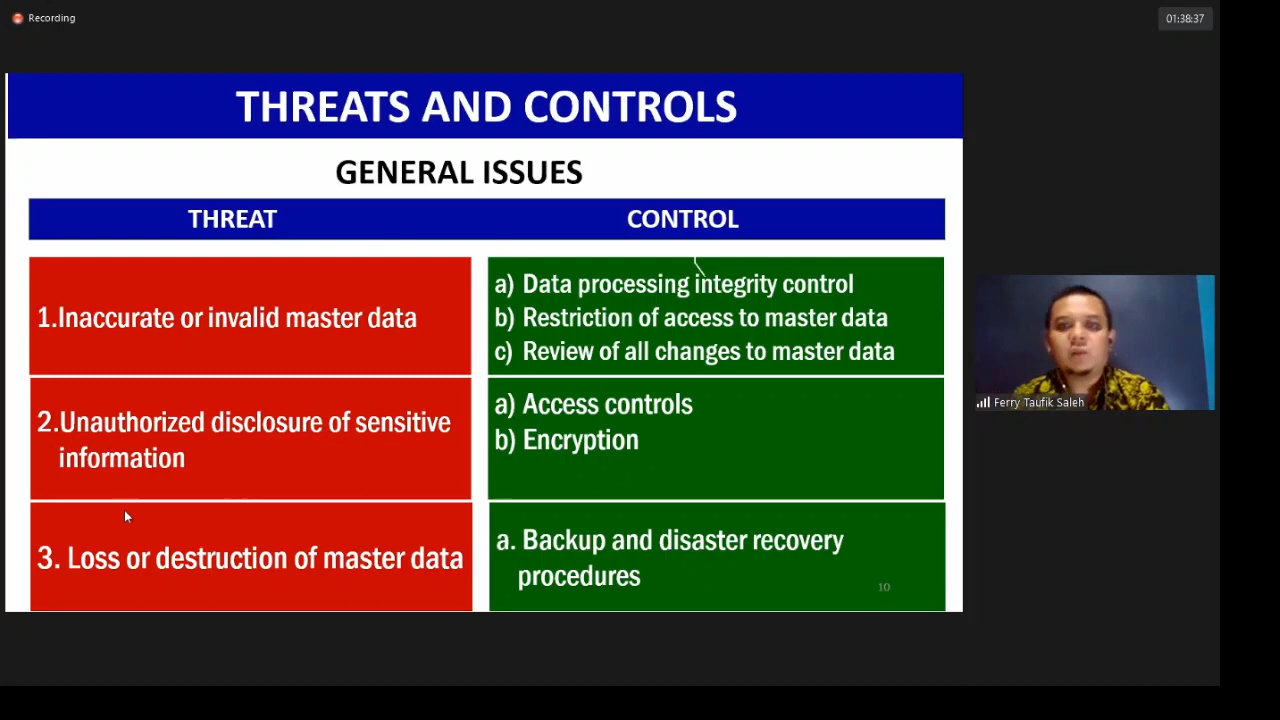 Recording
01:38:37
THREATS AND CONTROLS
GENERAL ISSUES
THREAT
CONTROL
1.Inaccurate or invalid master data
a) Data processing integrity control
b) Restriction of access to master data
c) Review of all changes to master data
2.Unauthorized disclosure of sensitive
information
a) Access controls
b) Encryption
3. Loss or destruction of master data
a. Backup and disaster recovery
procedures
10
Ferry Taufik Saleh